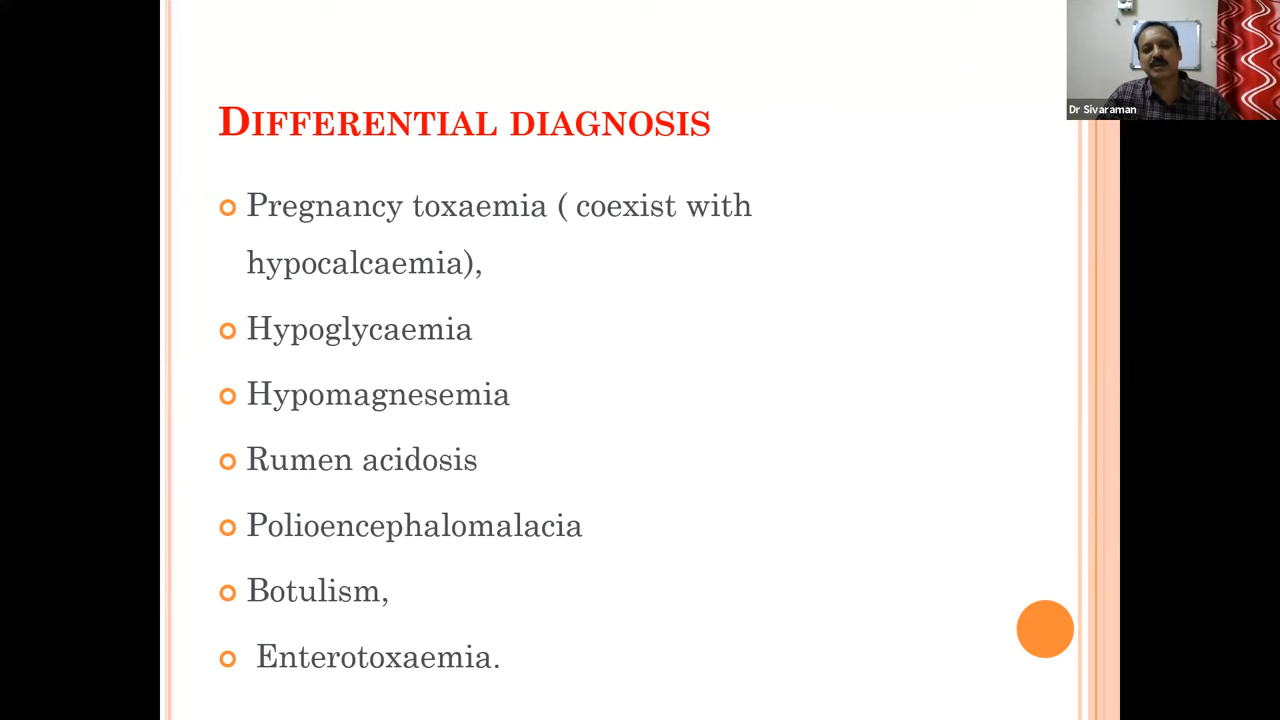 DIFFERENTIAL DIAGNOSIS
Pregnancy toxaemia ( coexist with
hypocalcaemia),
Hypoglycaemia
Hypomagnesemia
Rumen acidosis
Polioencephalomalacia
Botulism,
Enterotoxaemia.
Dr Sivaraman